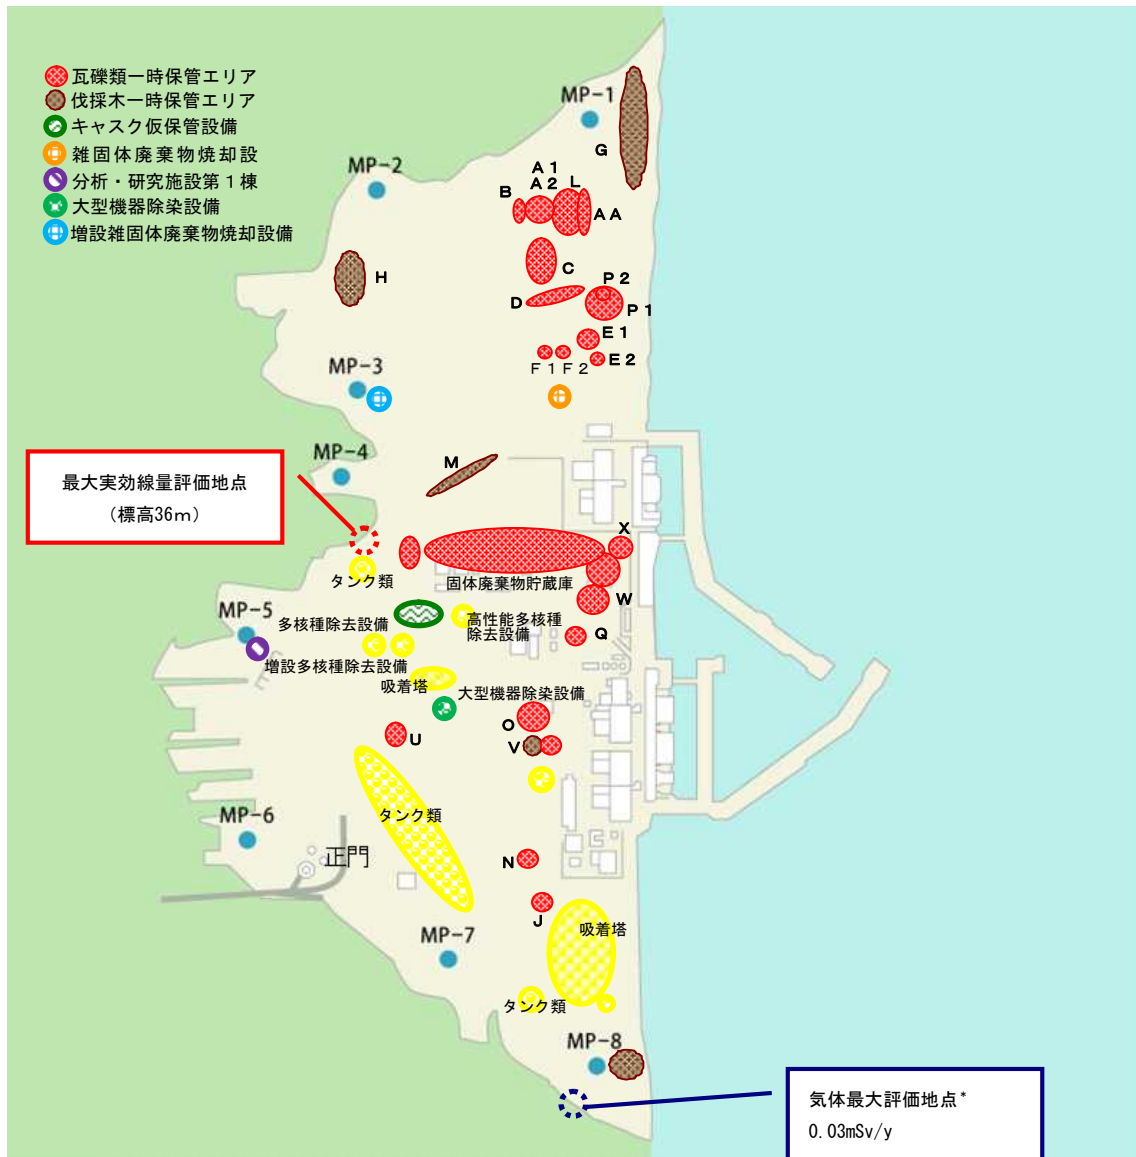 瓦礫類一時保管エリア
伐採木一時保管エリア
キャスク仮保管設備
雑固体廃棄物焼却設
分析・研究施設第１棟
大型機器除染設備
増設雑固体廃棄物焼却設備
MP-1
G
MP-2
A１
A２
L
B
AA
H
C
P２
D
P１
E１
E２
F１F２
MP-3
MP-4
M
最大実効線量評価地点
（標高36ｍ）
X
タンク類
固体廃棄物貯蔵庫
W
MP-5
多核種除去設備
高性能多核種
除去設備
Q
増設多核種除去設備
吸着塔
大型機器除染設備
O
U
V
MP-6
タンク類
正門
N
J
吸着塔
MP-7
タンク類
MP-8
気体最大評価地点*
0.03mSv/y